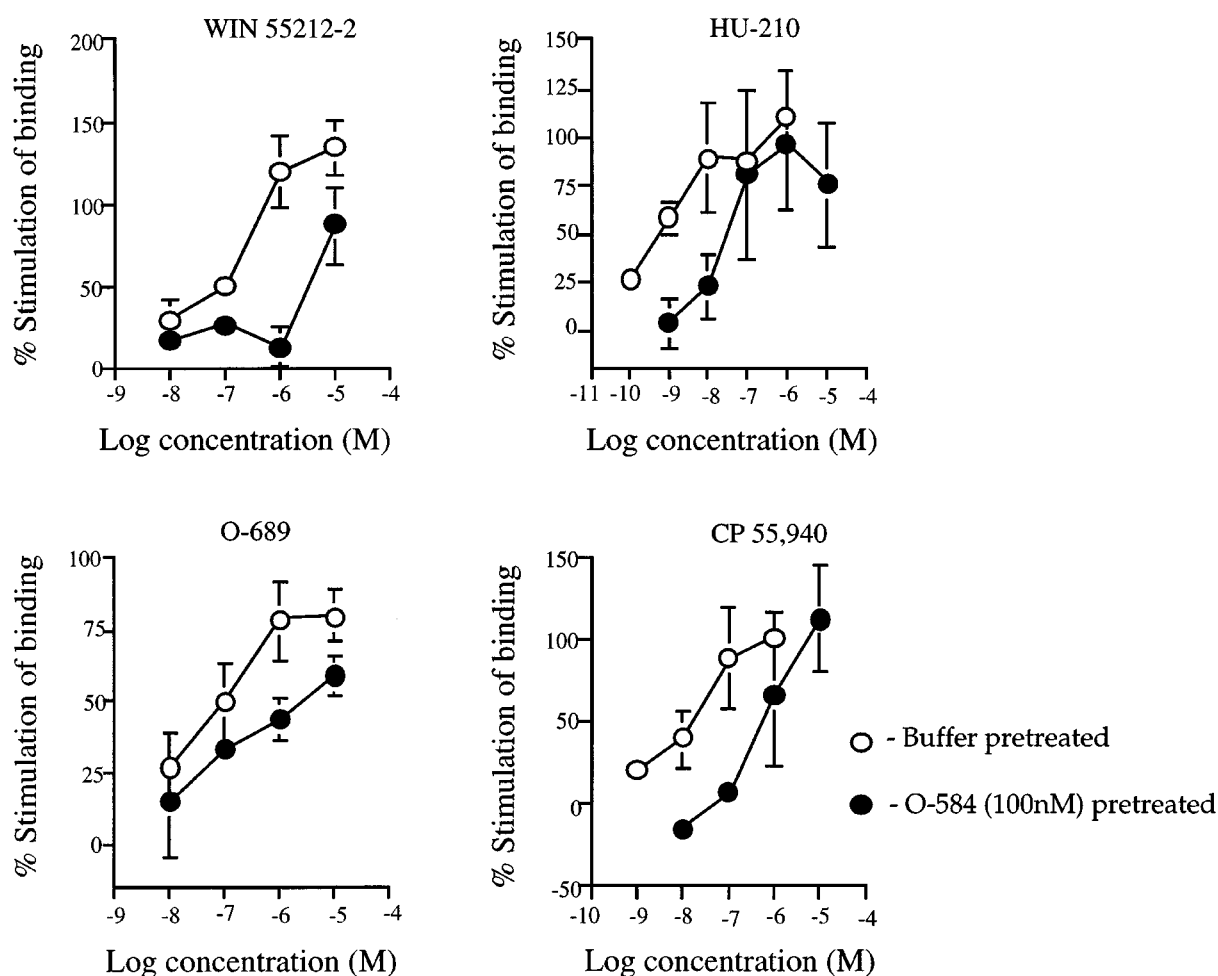 WIN 55212-2
% Stimulation of binding
200
150
100
50
0
-9 -8 -7 -6 -5 -4
Log concentration (M)
HU-210
% Stimulation of binding
150
125
100
75
50
25
0
-11 -10 -9 -8 -7 -6 -5 -4
Log concentration (M)
O-689
% Stimulation of binding
100
75
50
25
0
-9 -8 -7 -6 -5 -4
Log concentration (M)
CP 55,940
% Stimulation of binding
150
100
50
0
-50
-10 -9 -8 -7 -6 -5 -4
Log concentration (M)
- Buffer pretreated
- O-584 (100nM) pretreated